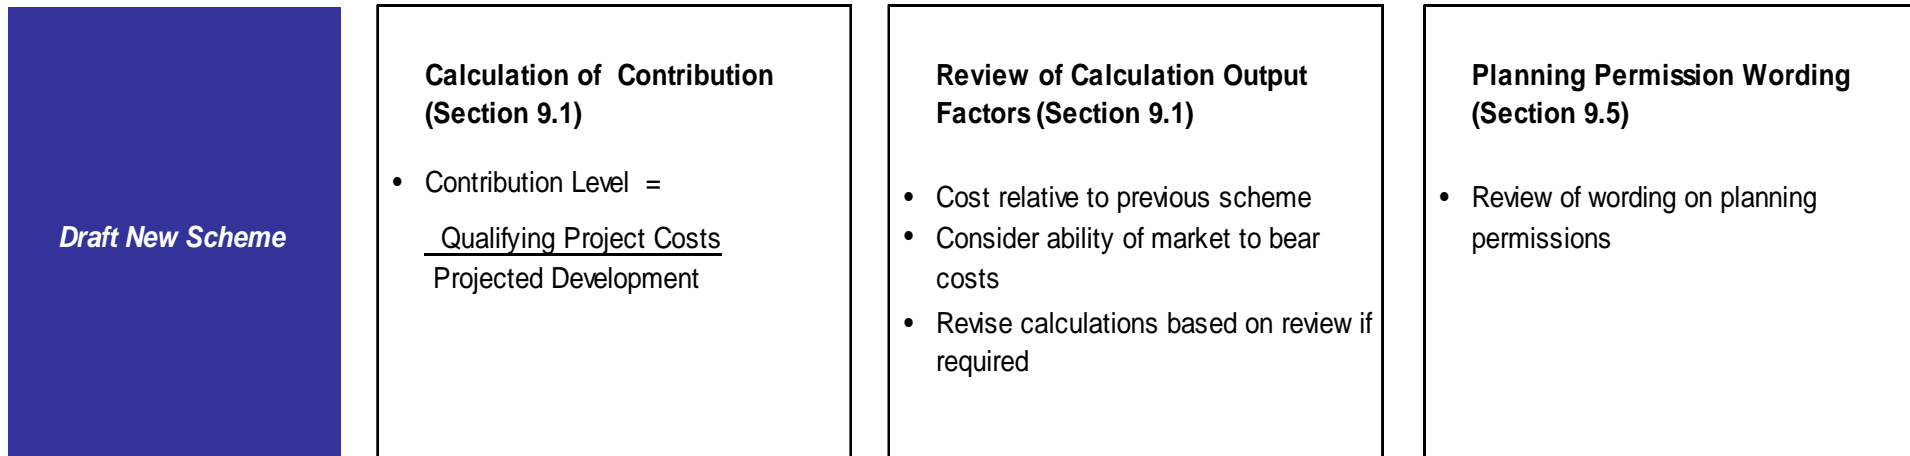 Draft New Scheme
Calculation of Contribution
(Section 9.1)
• Contribution Level =
Qualifying Project Costs
Projected Development
Review of Calculation Output
Factors (Section 9.1)
• Cost relative to previous scheme
• Consider ability of market to bear
costs
• Revise calculations based on review if
required
Planning Permission Wording
(Section 9.5)
• Review of wording on planning
permissions